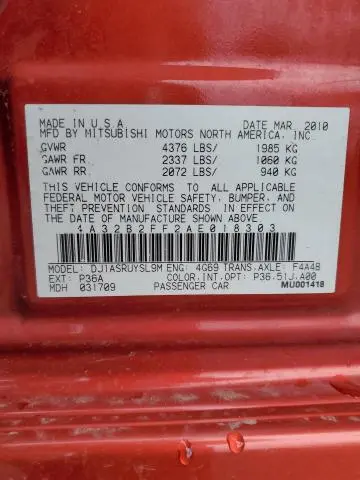 MADE IN U.S.A DATE MAR. 2010
MFD BY MITSUBISHI MOTORS NORTH AMERICA, INC.
GVWR 4376 LBS/ 1985 KG
GAWR FR. 2337 LBS/ 1060 KG
GAWR RR. 2072 LBS/ 940 KG
THIS VEHICLE CONFORMS TO ALL APPLICABLE
FEDERAL MOTOR VEHICLE SAFETY, BUMPER AND
THEFT PREVENTION STANDARDS IN EFFECT ON THE
DATE OF MANUFACTURE SHOWN ABOVE.
4A32B2FF2AE018303
MODEL: DJ1ASRUYSL9M ENG: 4G69 TRANS,AXLE: F4A4B
EXT: P36A COLOR,INT,OPT: P36,51J,A00
MDH 031709 PASSENGER CAR MU001418